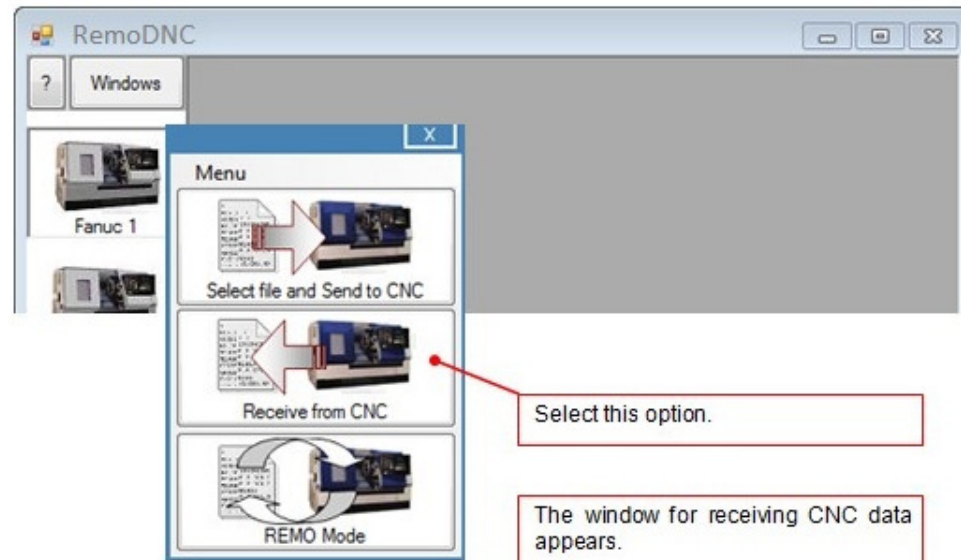 RemoDNC
? Windows
X
Menu
Fanuc 1
Select file and Send to CNC
Receive from CNC
Select this option.
REMO Mode
The window for receiving CNC data
appears.